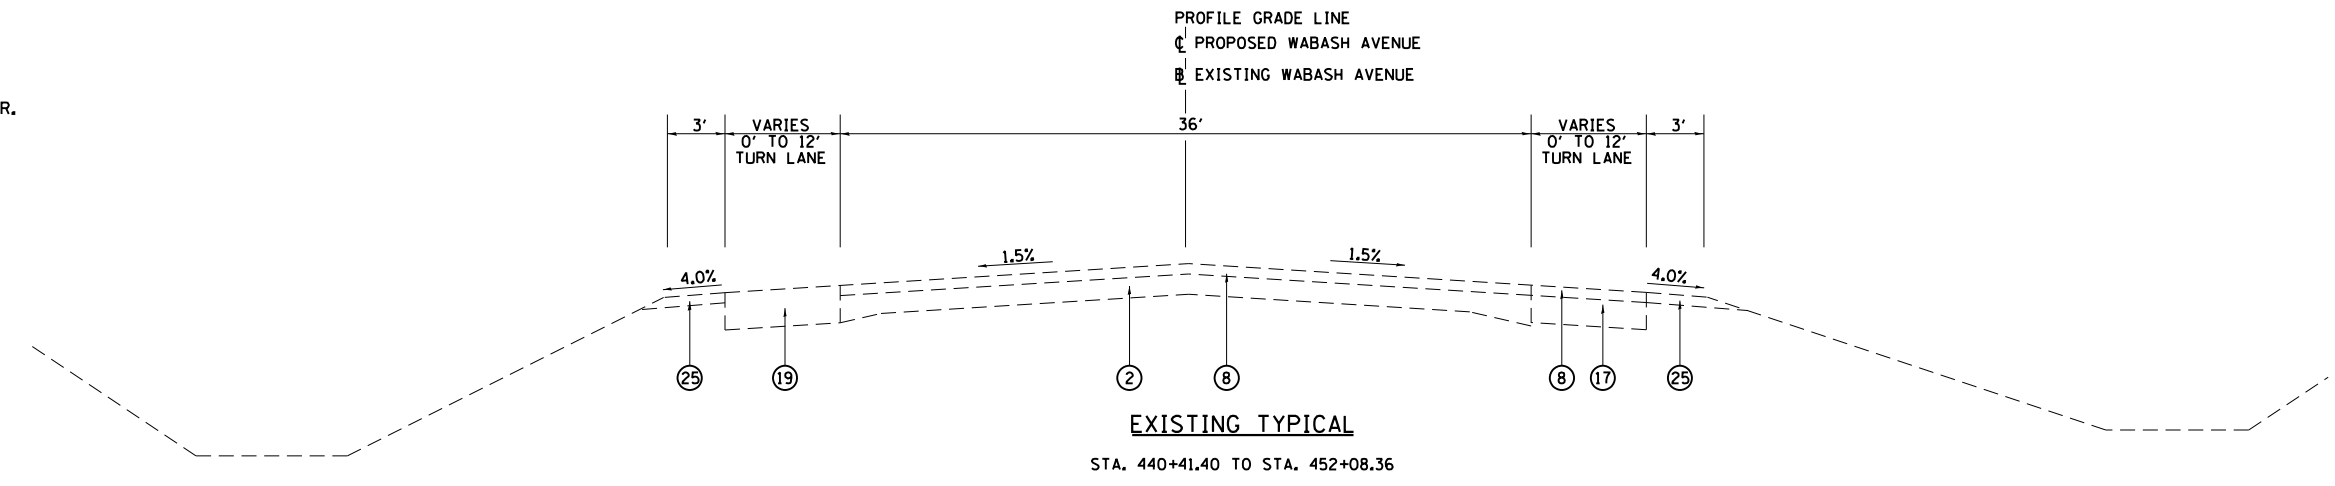 PROFILE GRADE LINE
℄ PROPOSED WABASH AVENUE
B EXISTING WABASH AVENUE
R.
3'
VARIES
0' TO 12'
TURN LANE
36'
VARIES
0' TO 12'
TURN LANE
3'
4.0%
1.5%
1.5%
4.0%
25
19
2
8
8
17
25
EXISTING TYPICAL
STA. 440+41.40 TO STA. 452+08.36